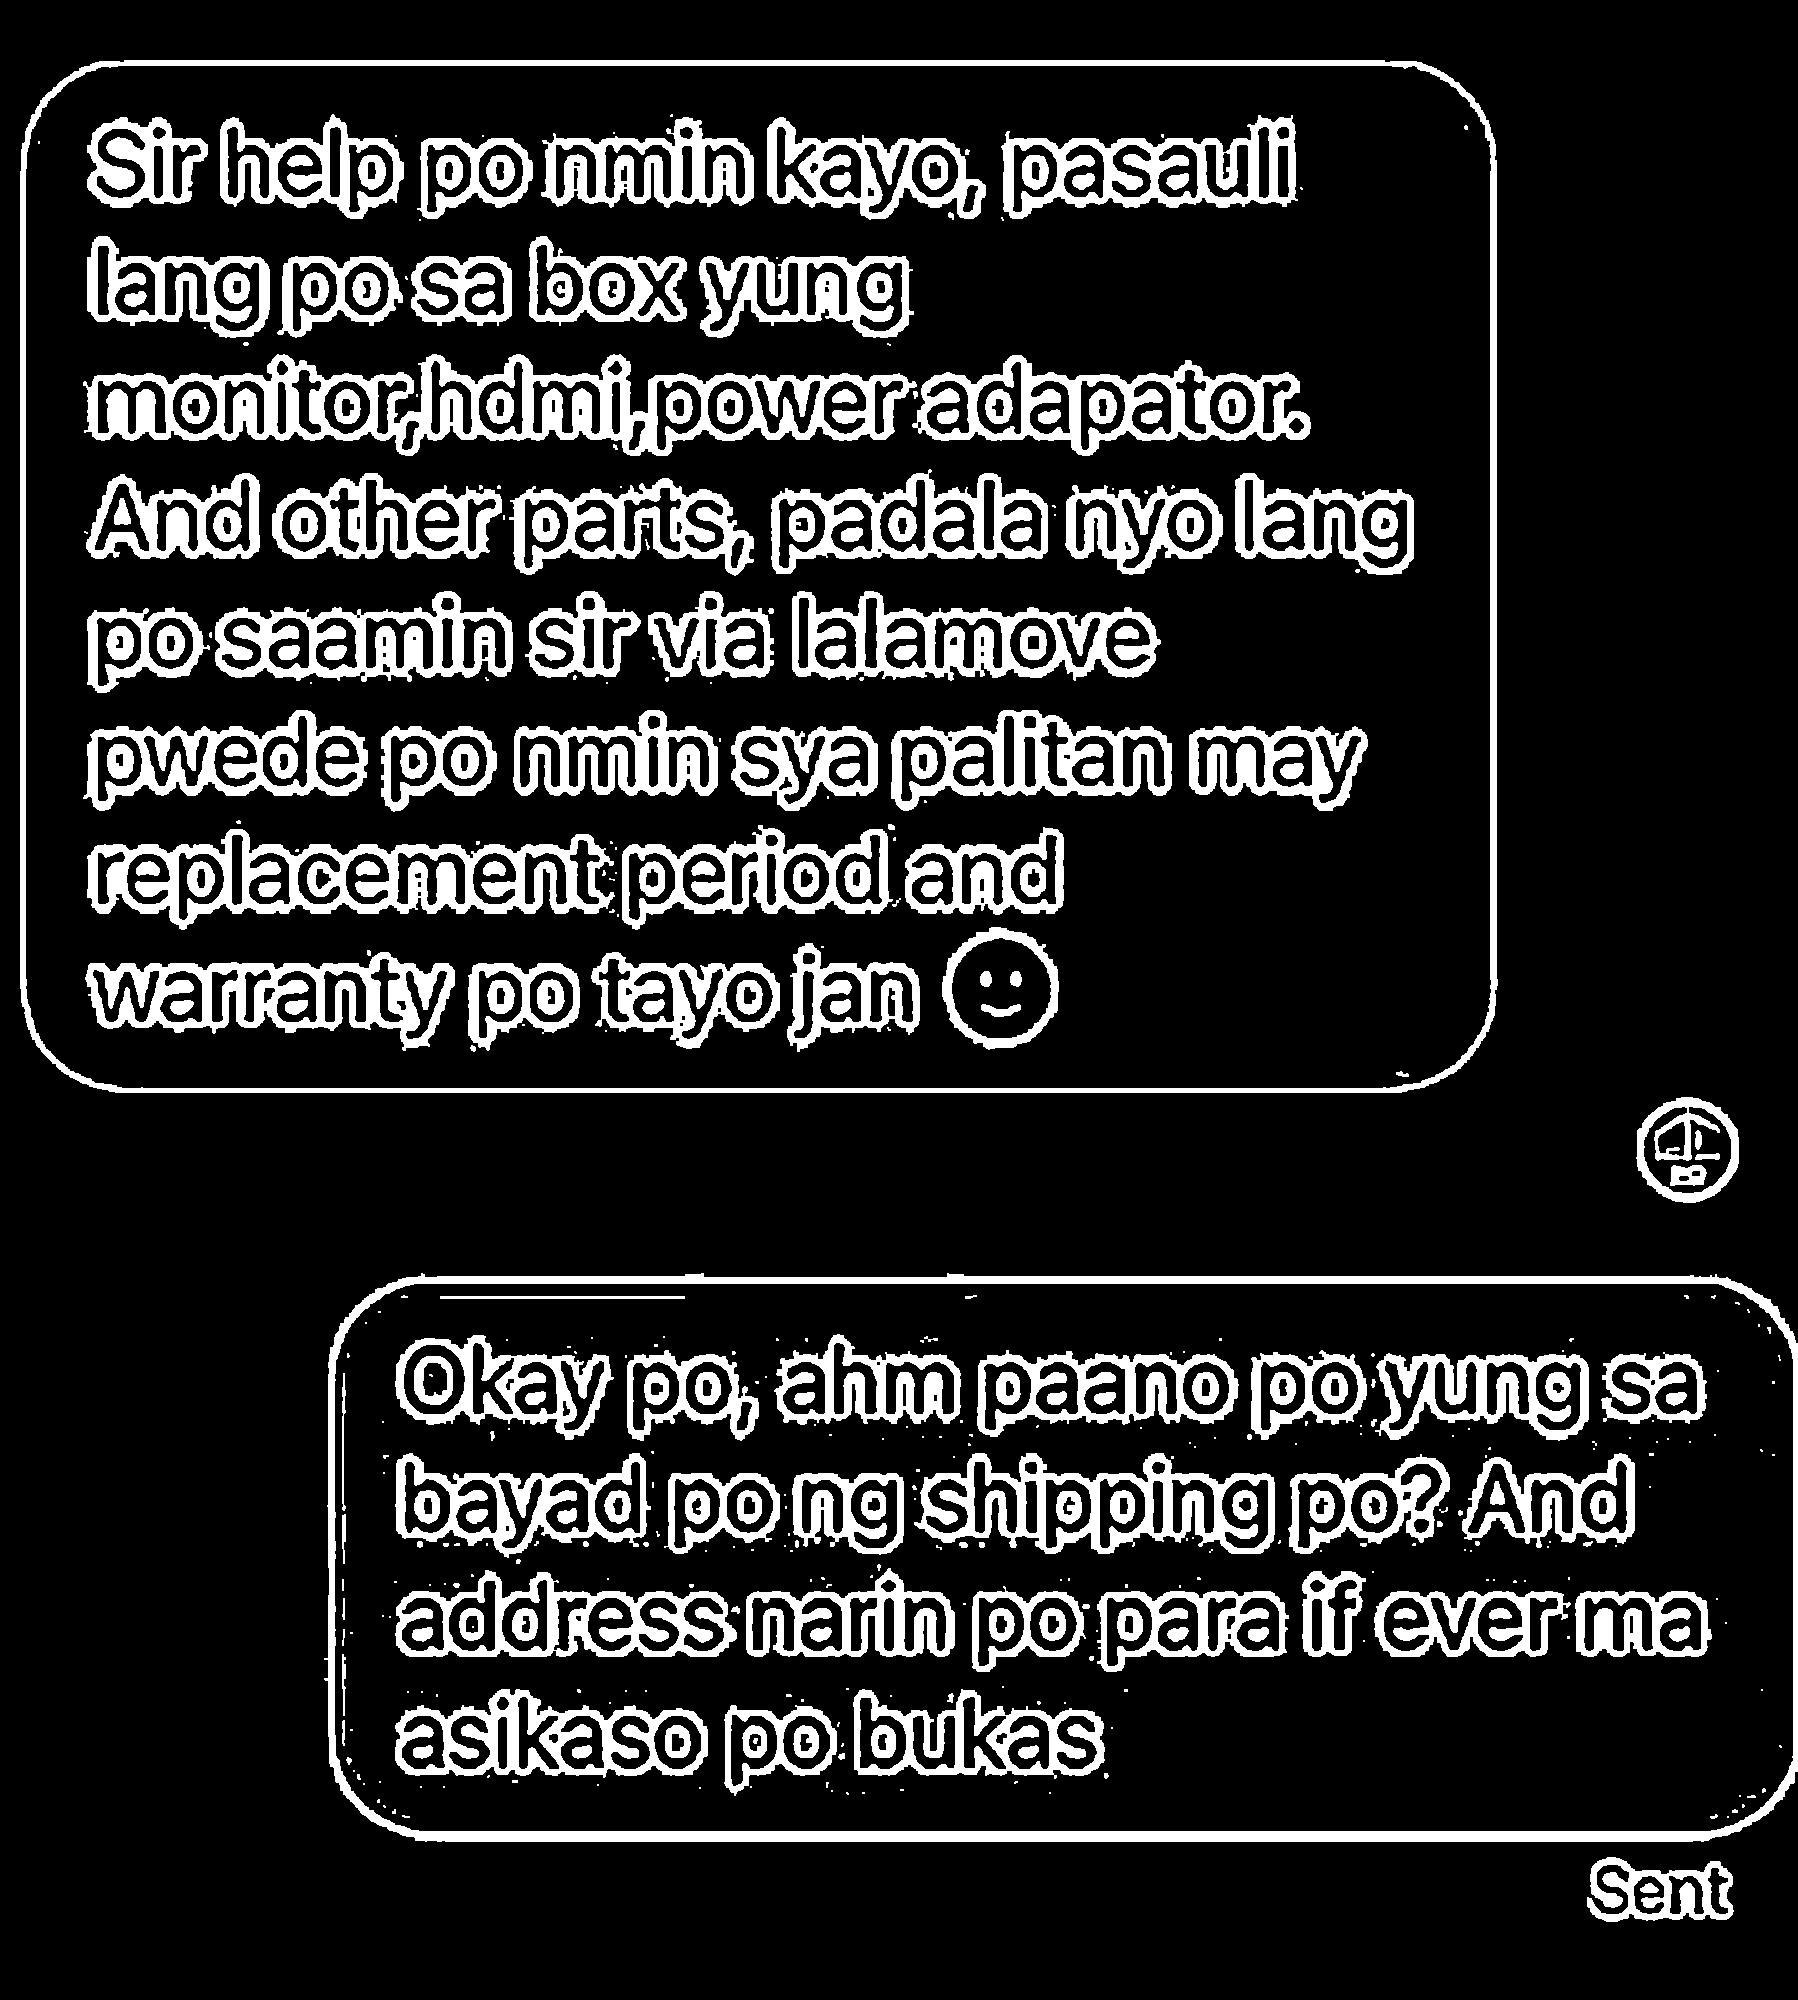 Sir help po nmin kayo, pasauli
lang po sa box yung
monitor,hdmi,power adapator.
And other parts, padala nyo lang
po saamin sir via lalamove
pwede po nmin sya palitan may
replacement period and
warranty po tayo jan 🙂
Okay po, ahm paano po yung sa
bayad po ng shipping po? And
address narin po para if ever ma
asikaso po bukas
Sent